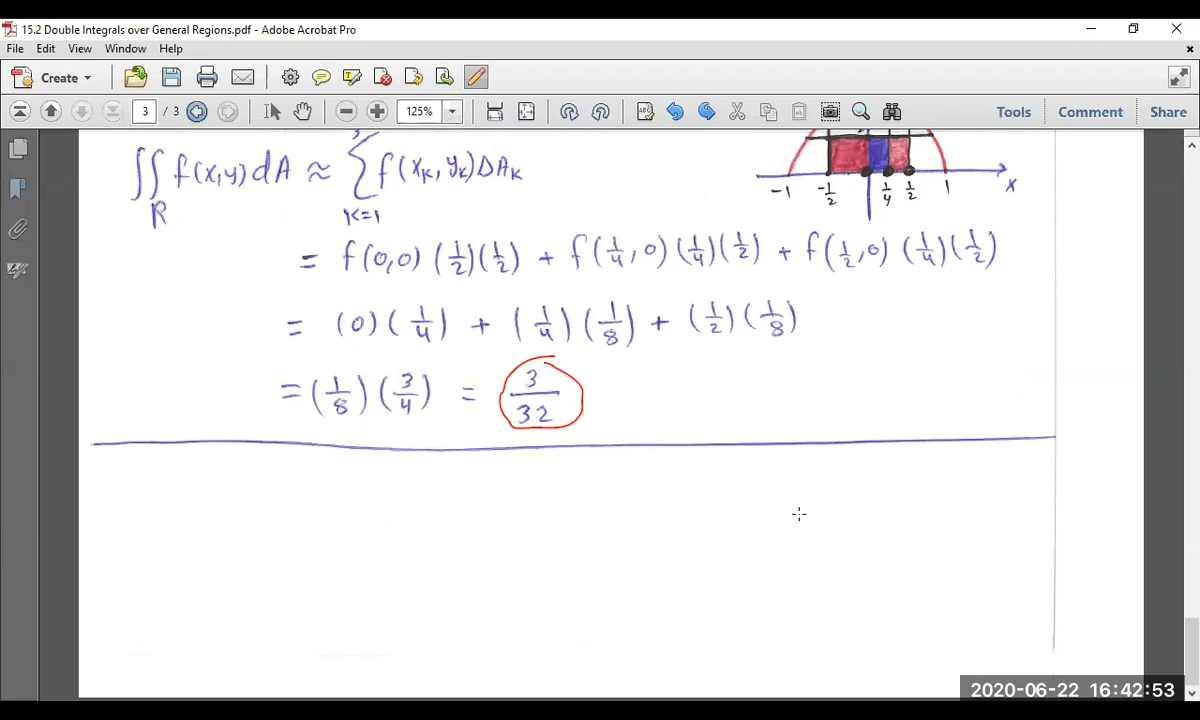 15.2 Double Integrals over General Regions.pdf - Adobe Acrobat Pro
File Edit View Window Help
Create
3 / 3 125% Tools Comment Share
∬ f(x,y)dA ≈ ∑ f(xₖ, yₖ)ΔAₖ
R K=1
-1 -1/2 1/4 1/2 1 x
= f(0,0) (1/2)(1/2) + f(1/4, 0) (1/4)(1/2) + f(1/2, 0) (1/4)(1/2)
= (0)(1/4) + (1/4)(1/8) + (1/2)(1/8)
= (1/8)(3/4) = 3/32
2020-06-22 16:42:53